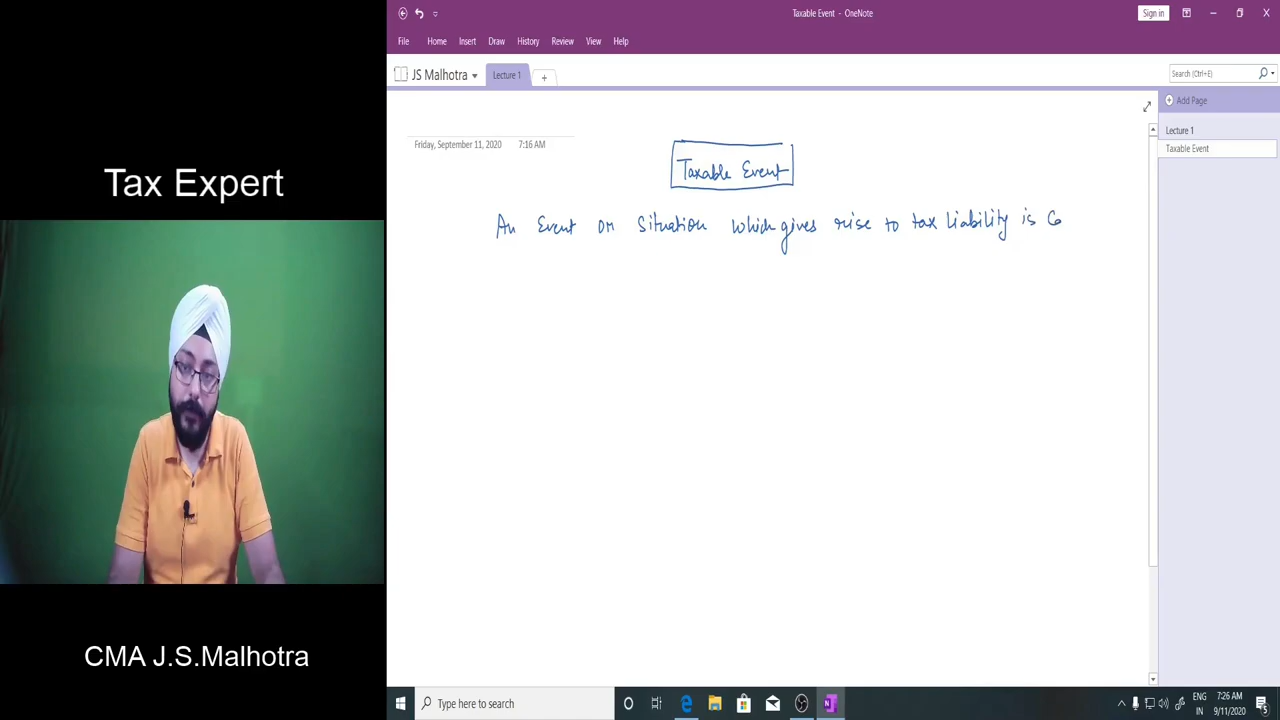 Taxable Event - OneNote
Sign in
File Home Insert Draw History Review View Help
JS Malhotra
Lecture 1
+
Search (Ctrl+E)
Add Page
Lecture 1
Taxable Event
Friday, September 11, 2020 7:16 AM
Taxable Event
An Event or Situation which gives rise to tax liability is Co
Tax Expert
CMA J.S.Malhotra
Type here to search
ENG
IN
7:26 AM
9/11/2020
5